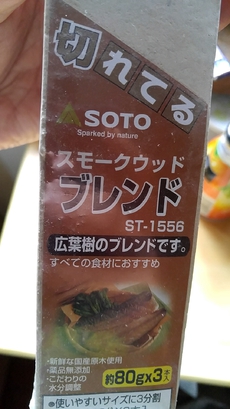 切れてる
SOTO
Sparked by nature
スモークウッド
ブレンド
ST-1556
広葉樹のブレンドです。
すべての食材におすすめ
・新鮮な国産原木使用
・薬品無添加
・こだわりの
水分調整
約80g×3本入
●使いやすいサイズに3分割